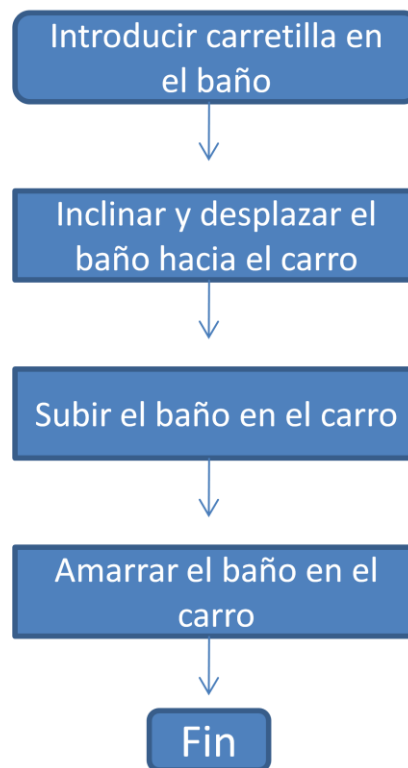 Introducir carretilla en
el baño
Inclinar y desplazar el
baño hacia el carro
Subir el baño en el carro
Amarrar el baño en el
carro
Fin